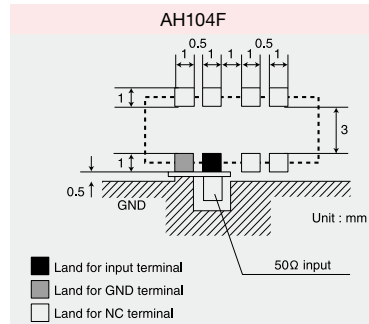 AH104F
0.5 0.5
1 1 1 1
1
3
1
0.5
GND
Unit : mm
50Ω input
Land for input terminal
Land for GND terminal
Land for NC terminal